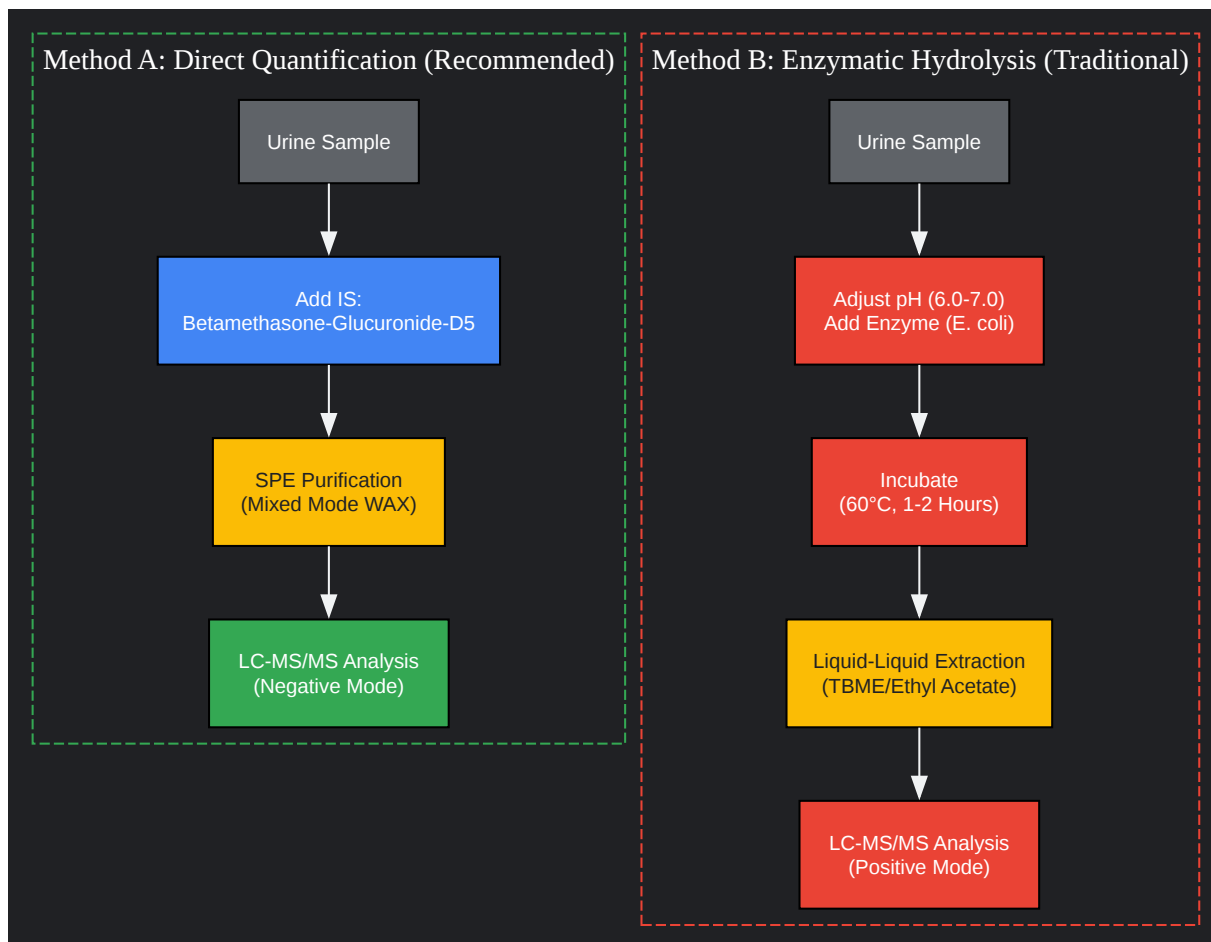 Method A: Direct Quantification (Recommended)
Urine Sample
Add IS:
Betamethasone-Glucuronide-D5
SPE Purification
(Mixed Mode WAX)
LC-MS/MS Analysis
(Negative Mode)
Method B: Enzymatic Hydrolysis (Traditional)
Urine Sample
Adjust pH (6.0-7.0)
Add Enzyme (E. coli)
Incubate
(60°C, 1-2 Hours)
Liquid-Liquid Extraction
(TBME/Ethyl Acetate)
LC-MS/MS Analysis
(Positive Mode)